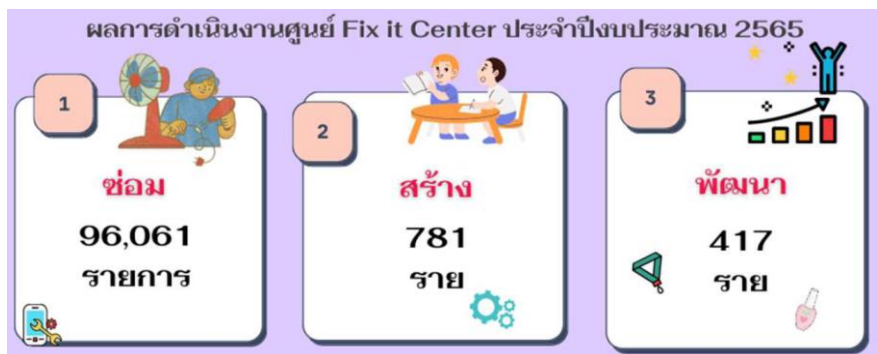 ผลการดำเนินงานศูนย์ Fix it Center ประจำปีงบประมาณ 2565
1
ซ่อม
96,061
รายการ
2
สร้าง
781
ราย
3
พัฒนา
417
ราย